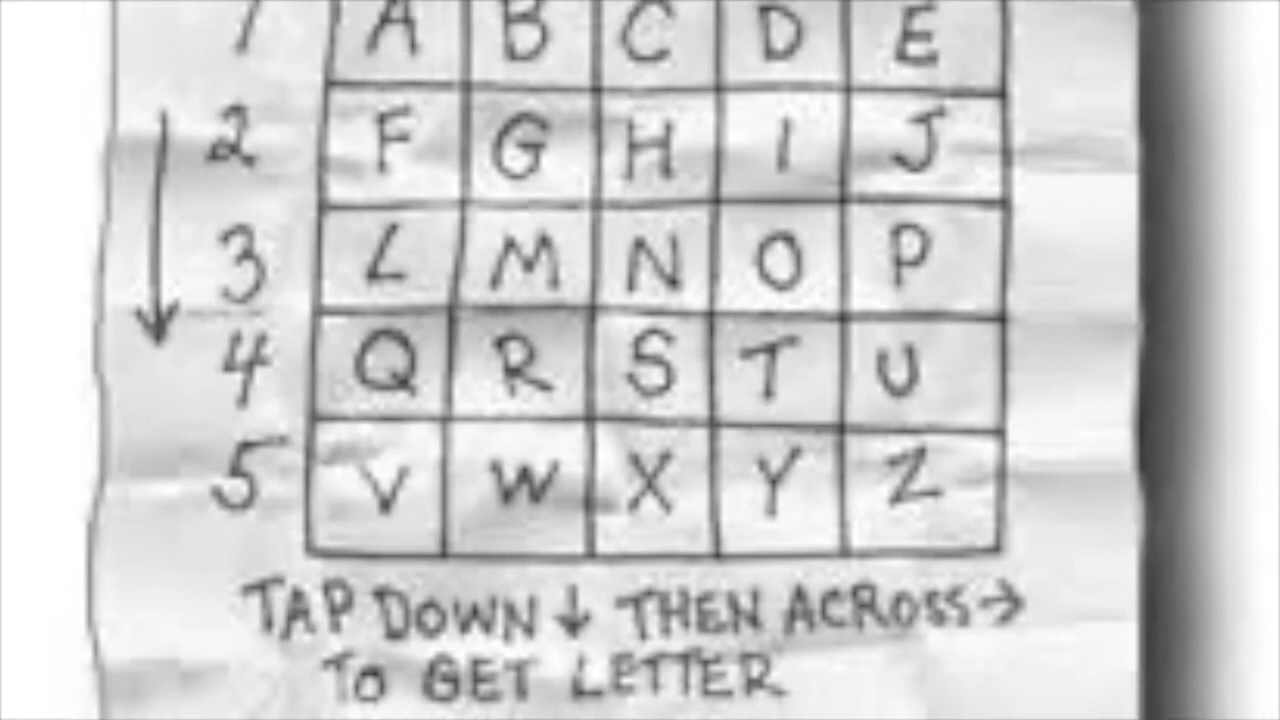 1 A B C D E
2 F G H I J
3 L M N O P
4 Q R S T U
5 V W X Y Z
TAP DOWN ↓ THEN ACROSS →
TO GET LETTER